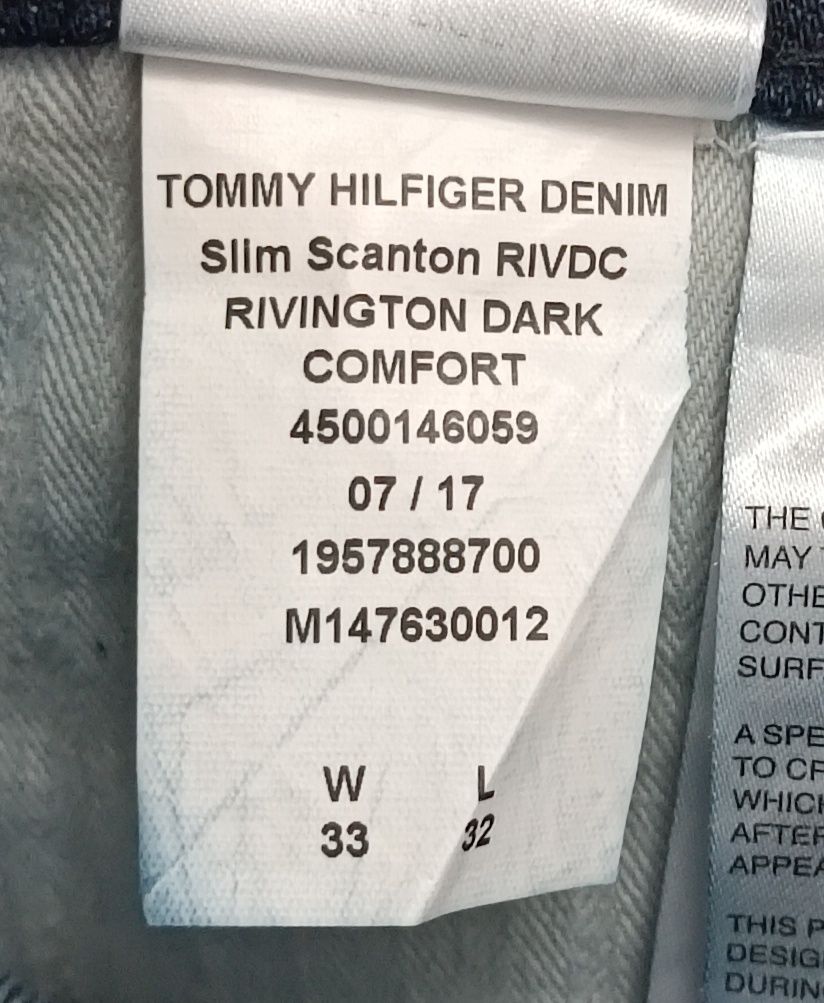 TOMMY HILFIGER DENIM
Slim Scanton RIVDC
RIVINGTON DARK
COMFORT
4500146059
07 / 17
1957888700
M147630012
W L
33 32
THE
MAY
OTHE
CONT
SURF
A SPE
TO CR
WHICH
AFTER
APPEA
THIS P
DESIG
DURIN